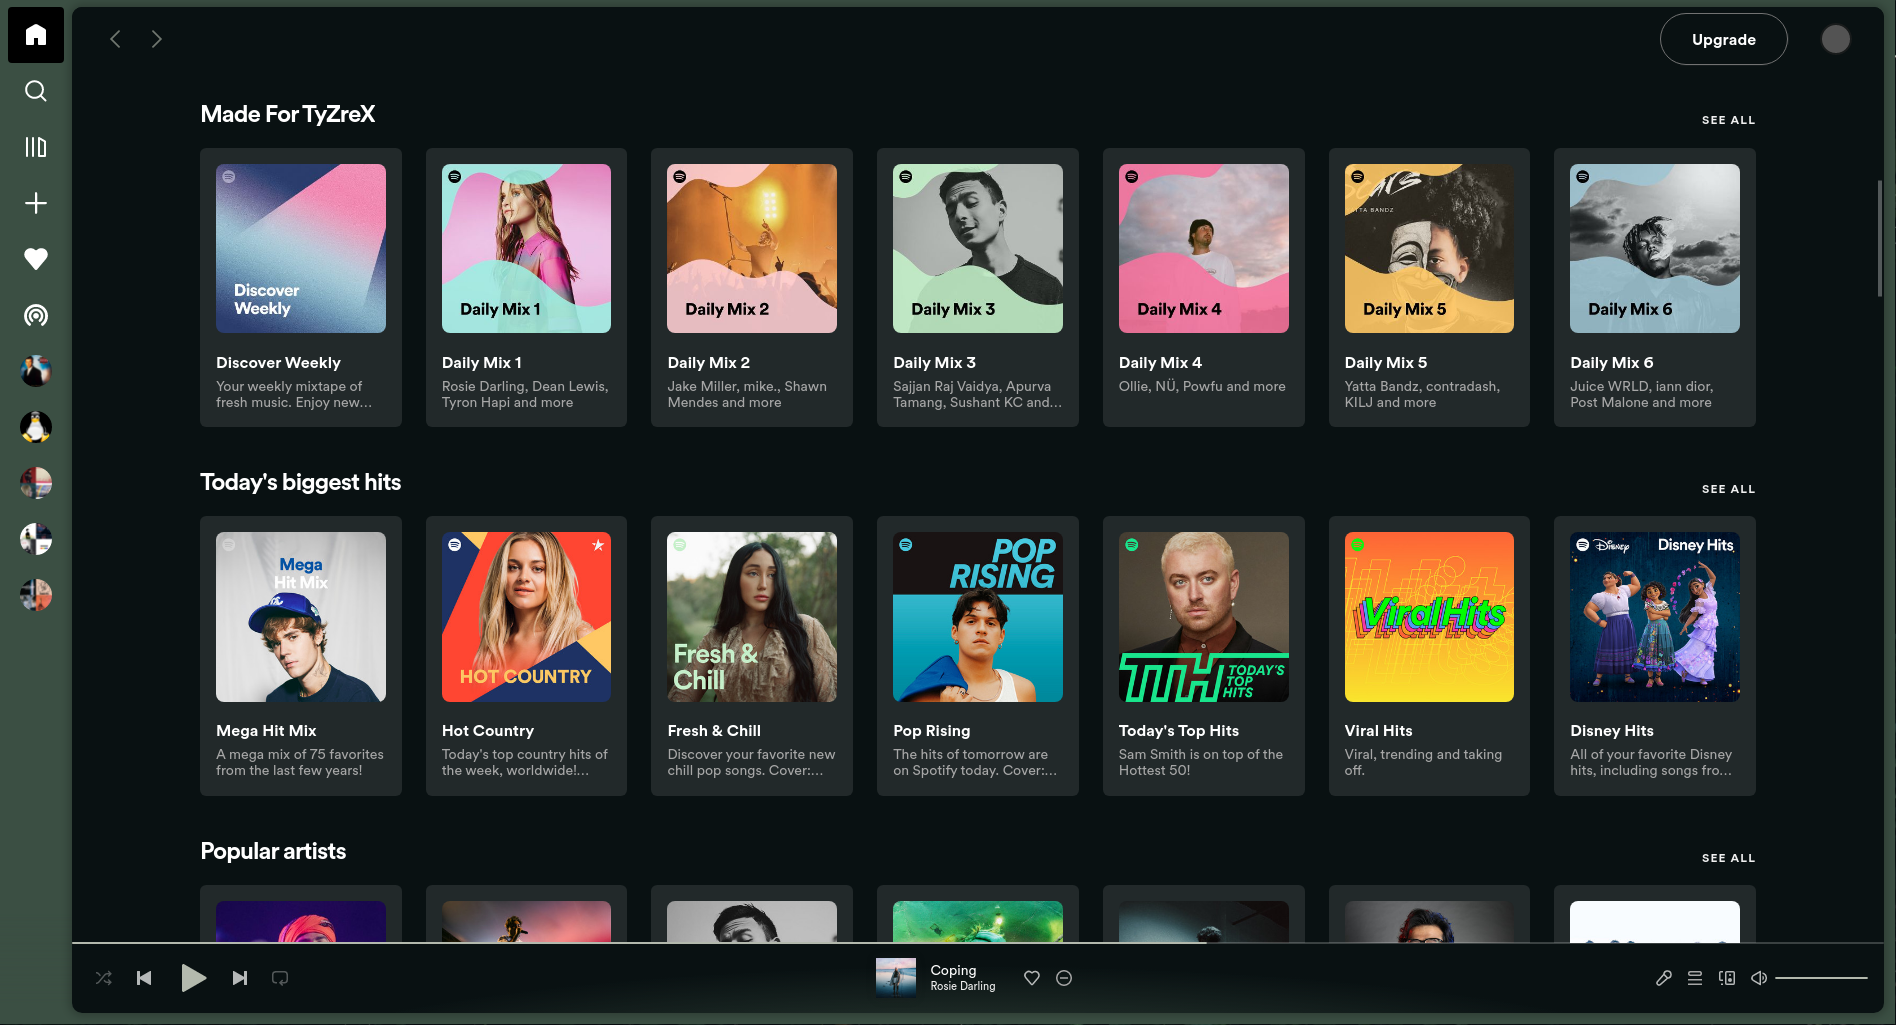 Upgrade
Made For TyZreX
SEE ALL
Discover
Weekly
Daily Mix 1
Daily Mix 2
Daily Mix 3
Daily Mix 4
YATTA BANDZ
Daily Mix 5
Daily Mix 6
Discover Weekly
Your weekly mixtape of
fresh music. Enjoy new...
Daily Mix 1
Rosie Darling, Dean Lewis,
Tyron Hapi and more
Daily Mix 2
Jake Miller, mike., Shawn
Mendes and more
Daily Mix 3
Sajjan Raj Vaidya, Apurva
Tamang, Sushant KC and...
Daily Mix 4
Ollie, NÜ, Powfu and more
Daily Mix 5
Yatta Bandz, contradash,
KILJ and more
Daily Mix 6
Juice WRLD, iann dior,
Post Malone and more
Today's biggest hits
SEE ALL
Mega
Hit Mix
HOT COUNTRY
Fresh &
Chill
POP
RISING
TTH TODAY'S
TOP
HITS
Viral Hits
Disney Disney Hits
Mega Hit Mix
A mega mix of 75 favorites
from the last few years!
Hot Country
Today's top country hits of
the week, worldwide!...
Fresh & Chill
Discover your favorite new
chill pop songs. Cover:...
Pop Rising
The hits of tomorrow are
on Spotify today. Cover:...
Today's Top Hits
Sam Smith is on top of the
Hottest 50!
Viral Hits
Viral, trending and taking
off.
Disney Hits
All of your favorite Disney
hits, including songs fro...
Popular artists
SEE ALL
Coping
Rosie Darling